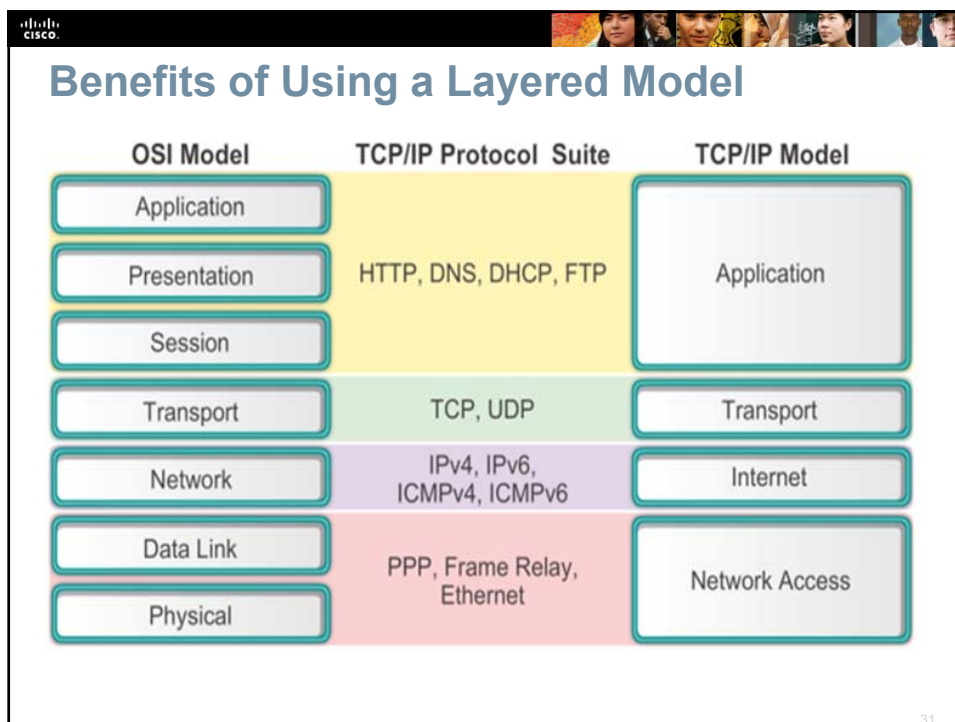 CISCO.
Benefits of Using a Layered Model
OSI Model
TCP/IP Protocol Suite
TCP/IP Model
Application
Presentation
Session
HTTP, DNS, DHCP, FTP
Application
Transport
TCP, UDP
Transport
Network
IPv4, IPv6,
ICMPv4, ICMPv6
Internet
Data Link
Physical
PPP, Frame Relay,
Ethernet
Network Access
31